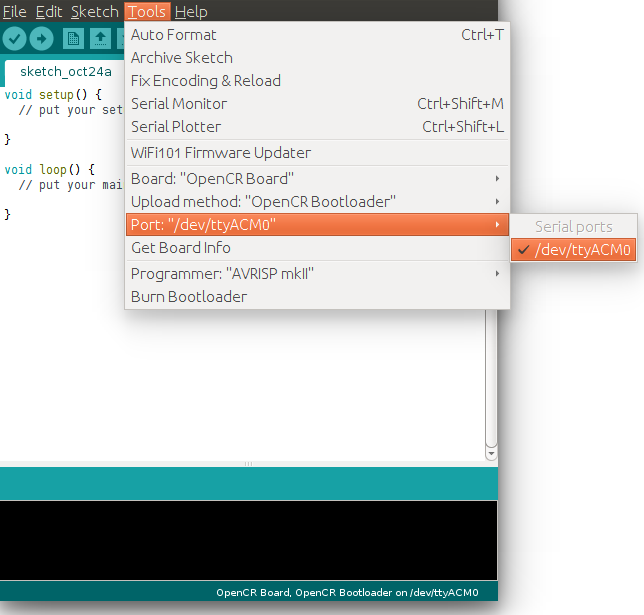 File Edit Sketch Tools Help
sketch_oct24a
void setup() {
// put your set
}
void loop() {
// put your mai
}
Auto Format Ctrl+T
Archive Sketch
Fix Encoding & Reload
Serial Monitor Ctrl+Shift+M
Serial Plotter Ctrl+Shift+L
WiFi101 Firmware Updater
Board: "OpenCR Board"
Upload method: "OpenCR Bootloader"
Port: "/dev/ttyACM0"
Get Board Info
Programmer: "AVRISP mkII"
Burn Bootloader
Serial ports
/dev/ttyACM0
OpenCR Board, OpenCR Bootloader on /dev/ttyACM0